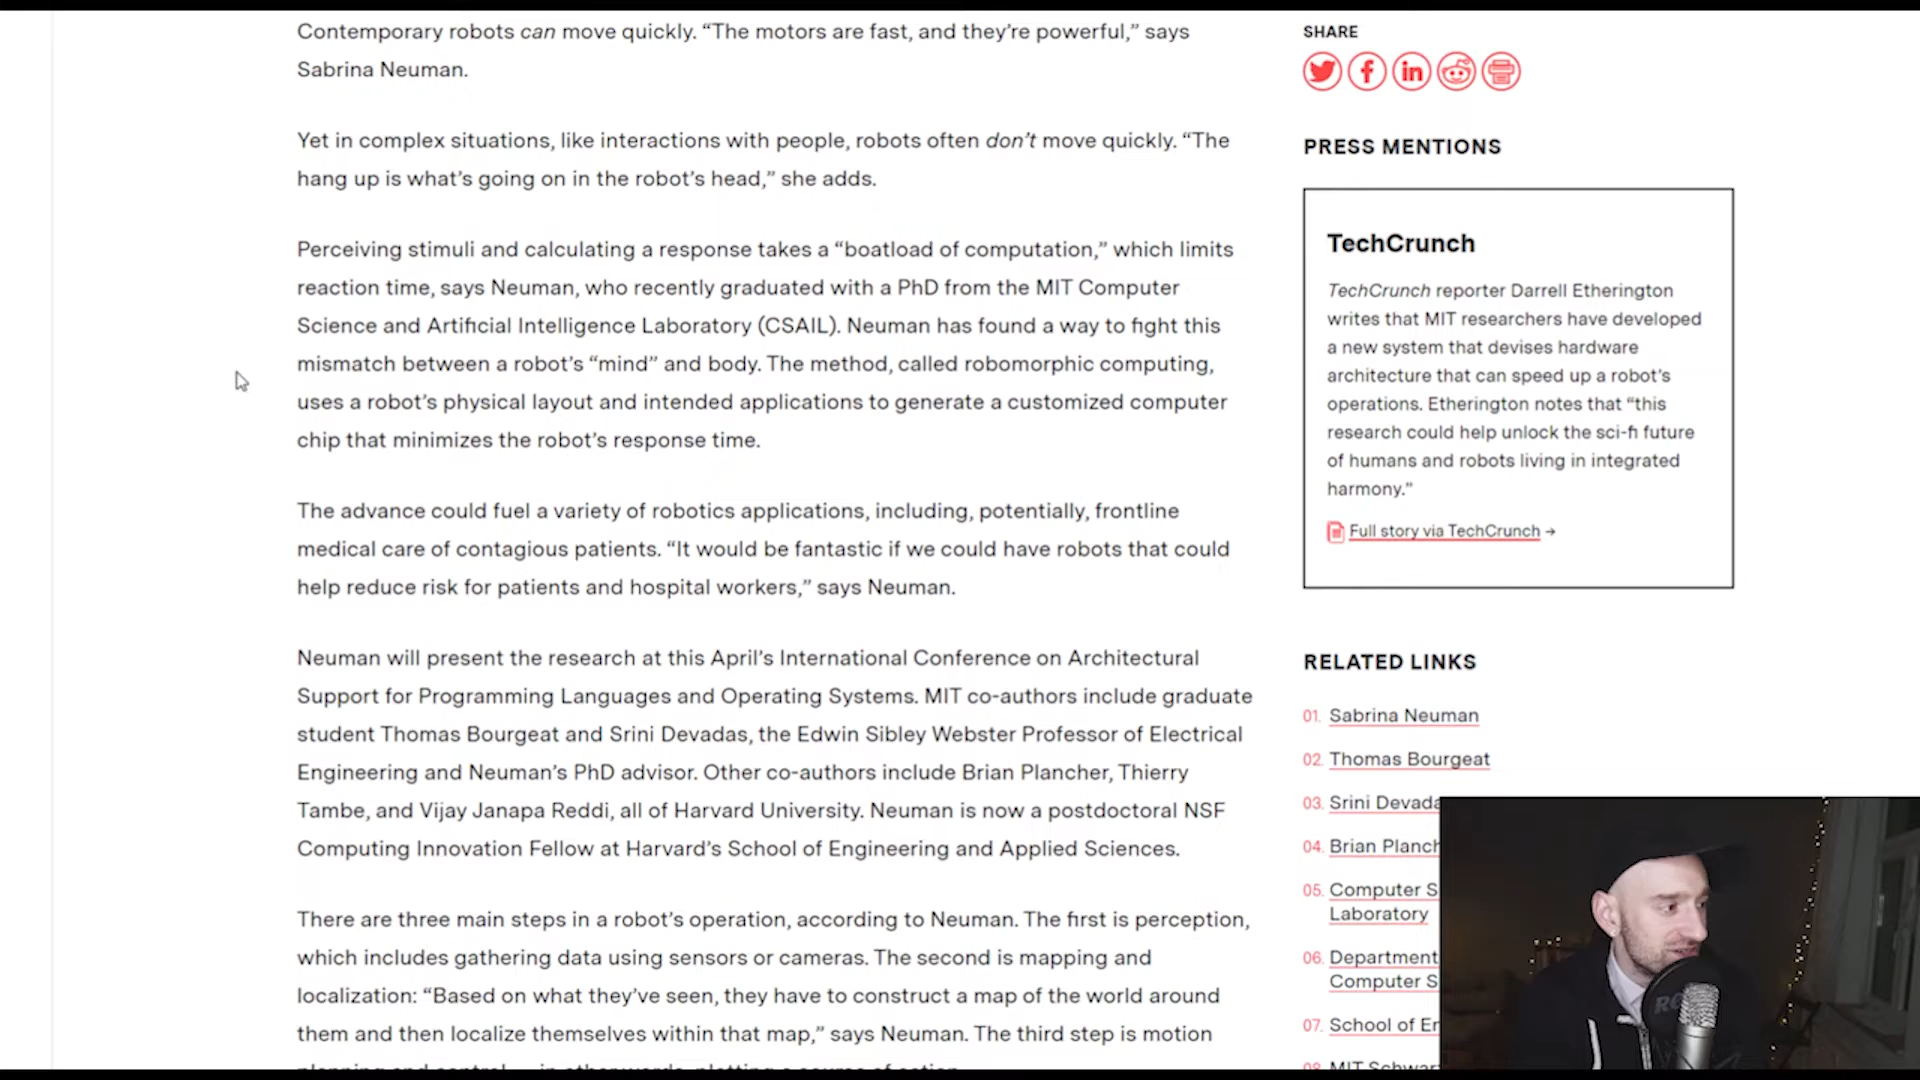 Contemporary robots can move quickly. “The motors are fast, and they’re powerful,” says
Sabrina Neuman.
Yet in complex situations, like interactions with people, robots often don’t move quickly. “The
hang up is what’s going on in the robot’s head,” she adds.
Perceiving stimuli and calculating a response takes a “boatload of computation,” which limits
reaction time, says Neuman, who recently graduated with a PhD from the MIT Computer
Science and Artificial Intelligence Laboratory (CSAIL). Neuman has found a way to fight this
mismatch between a robot’s “mind” and body. The method, called robomorphic computing,
uses a robot’s physical layout and intended applications to generate a customized computer
chip that minimizes the robot’s response time.
The advance could fuel a variety of robotics applications, including, potentially, frontline
medical care of contagious patients. “It would be fantastic if we could have robots that could
help reduce risk for patients and hospital workers,” says Neuman.
Neuman will present the research at this April’s International Conference on Architectural
Support for Programming Languages and Operating Systems. MIT co-authors include graduate
student Thomas Bourgeat and Srini Devadas, the Edwin Sibley Webster Professor of Electrical
Engineering and Neuman’s PhD advisor. Other co-authors include Brian Plancher, Thierry
Tambe, and Vijay Janapa Reddi, all of Harvard University. Neuman is now a postdoctoral NSF
Computing Innovation Fellow at Harvard’s School of Engineering and Applied Sciences.
There are three main steps in a robot’s operation, according to Neuman. The first is perception,
which includes gathering data using sensors or cameras. The second is mapping and
localization: “Based on what they’ve seen, they have to construct a map of the world around
them and then localize themselves within that map,” says Neuman. The third step is motion
SHARE
PRESS MENTIONS
TechCrunch
TechCrunch reporter Darrell Etherington
writes that MIT researchers have developed
a new system that devises hardware
architecture that can speed up a robot’s
operations. Etherington notes that “this
research could help unlock the sci-fi future
of humans and robots living in integrated
harmony.”
Full story via TechCrunch →
RELATED LINKS
01. Sabrina Neuman
02. Thomas Bourgeat
03. Srini Devada
04. Brian Planch
05. Computer S
Laboratory
06. Department
Computer S
07. School of Er